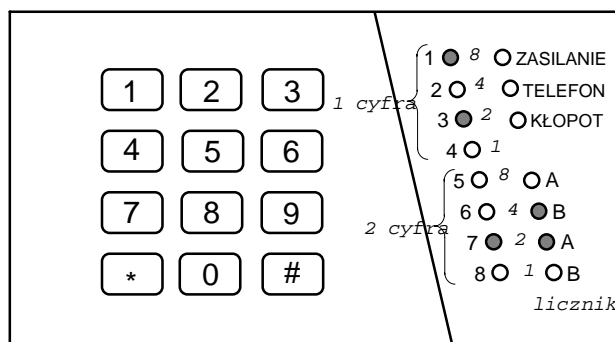 1 2 3
4 5 6
7 8 9
* 0 #
1 cyfra
1 8 ZASILANIE
2 4 TELEFON
3 2 KŁOPOT
4 1
2 cyfra
5 8 A
6 4 B
7 2 A
8 1 B
licznik